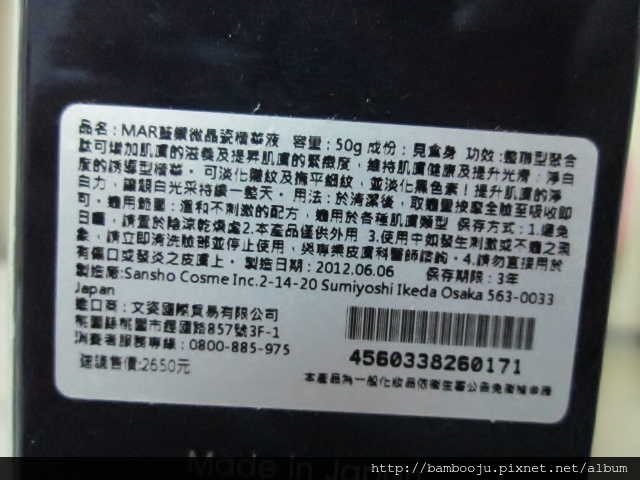 品名:MAR藍鑽微晶瓷精華液 容量:50g 成份:見盒身 功效:整稱型聚合
肽可增加肌膚的滋養及提昇肌膚的緊緻度,維持肌膚健康及提升光滑、淨白
度的誘導型精華。可淡化皺紋及撫平細紋,並淡化黑色素!提升肌膚的淨
白力,讓顏白光采持續一整天。用法:於清潔後,取適量按摩全臉至吸收即
可。適用範圍:溫和不刺激的配方,適用於各種肌膚類型 保存方式:1.避免
日曬,請置於陰涼乾燥處2.本產品僅供外用 3.使用中如發生刺激或不適之現
象,請立即清洗臉部並停止使用,與專業皮膚科醫師諮詢。4.請勿直接用於
有傷口或發炎之皮膚上。製造日期:2012.06.06 保存期限:3年
製造廠:Sansho Cosme Inc.2-14-20 Sumiyoshi Ikeda Osaka 563-0033
Japan
進口商:文姿國際貿易有限公司
桃園縣桃園市經國路857號3F-1
消費者服務專線:0800-885-975
建議售價:2650元
4560338260171
本產品為一般化妝品依衛生署公告免備檢申請
Made in Japan
http://bambooju.pixnet.net/album